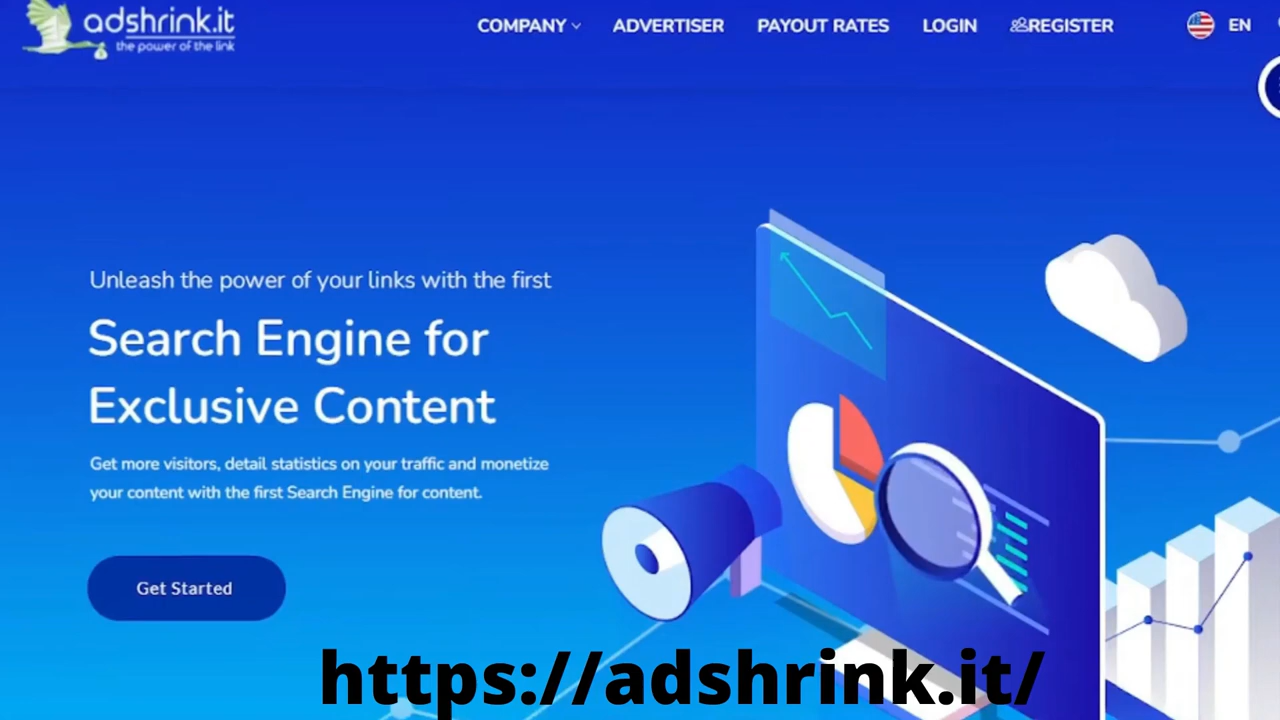 adshrink.it
the power of the link
COMPANY
ADVERTISER
PAYOUT RATES
LOGIN
REGISTER
EN
Unleash the power of your links with the first
Search Engine for
Exclusive Content
Get more visitors, detail statistics on your traffic and monetize
your content with the first Search Engine for content.
Get Started
https://adshrink.it/